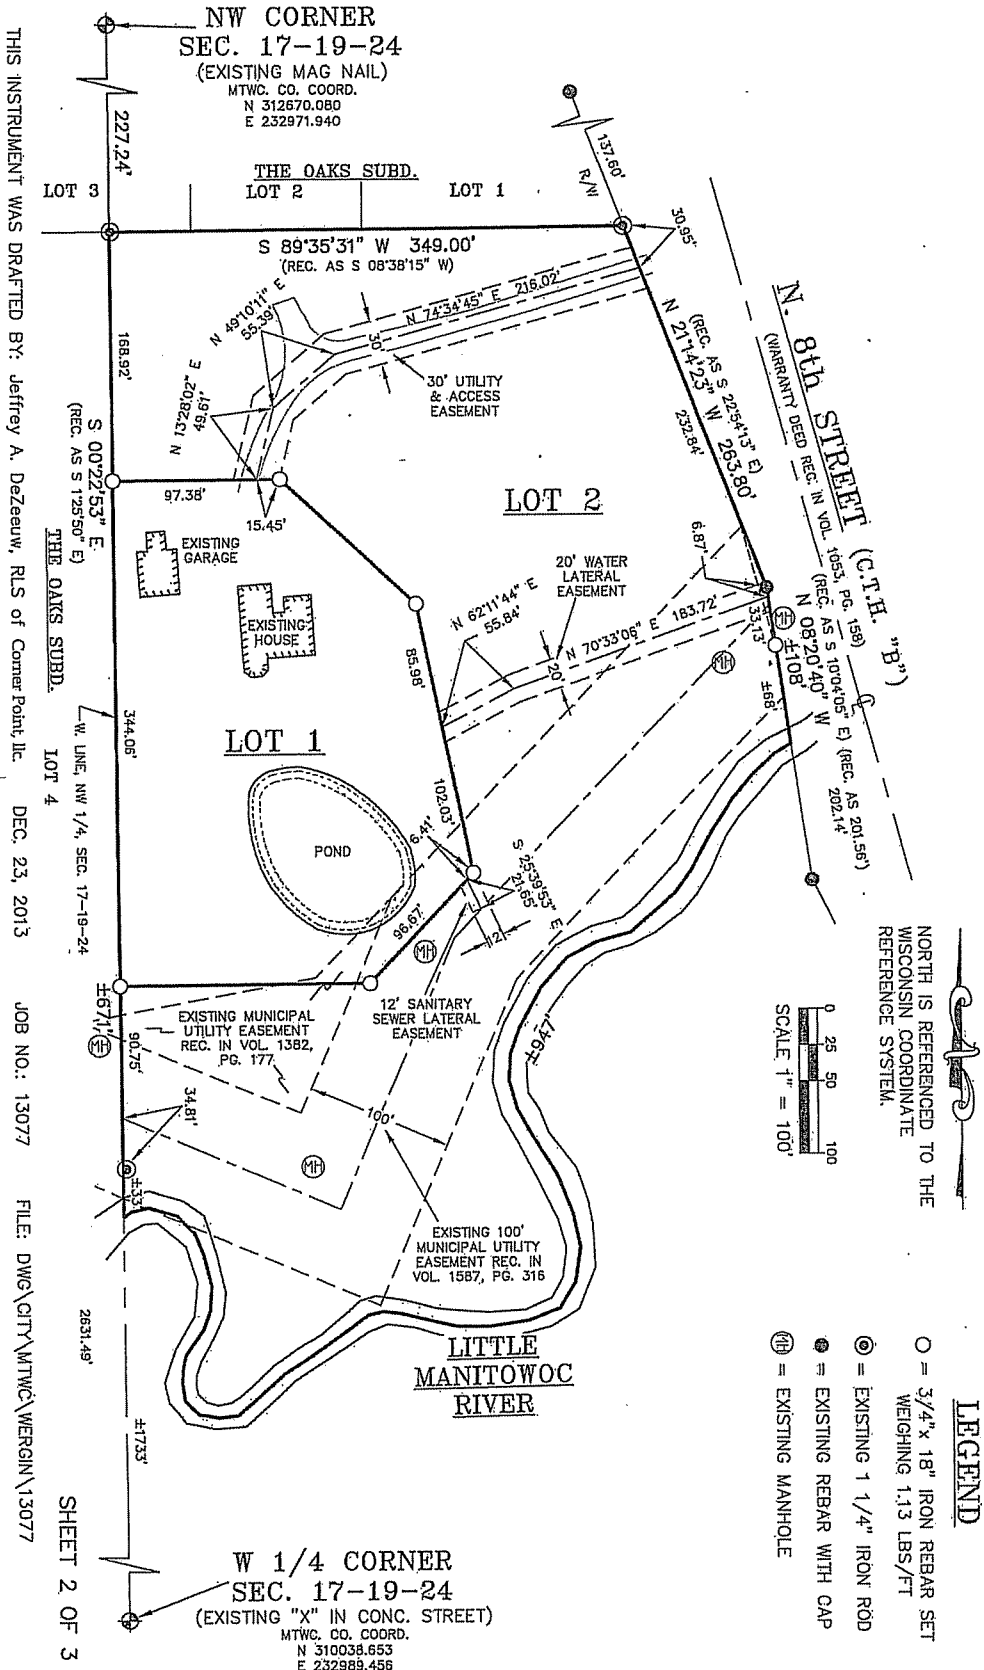 NW CORNER
SEC. 17-19-24
(EXISTING MAG NAIL)
MTWC. CO. COORD.
N 312670.080
E 232971.940
227.24'
THE OAKS SUBD.
LOT 3
LOT 2
LOT 1
137.60'
R/W
30.95'
S 89°35'31" W 349.00'
(REC. AS S 08°38'15" W)
N 74°34'45" E 216.02'
30'
N 49°10'11" E
55.39'
N 13°28'02" E
49.61'
30' UTILITY
& ACCESS
EASEMENT
N. 8th STREET (C.T.H. "B")
(WARRANTY DEED REC. IN VOL. 1053, PG. 158)
(REC. AS S 22°54'13" E)
N 21°14'23" W 263.80'
232.84'
168.92'
S 00°22'53" E
(REC. AS S 1°25'50" E)
97.38'
15.45'
LOT 2
EXISTING
GARAGE
EXISTING
HOUSE
20' WATER
LATERAL
EASEMENT
6.87'
33.13'
MH
N 62°11'44" E
55.84'
N 70°33'06" E 183.72'
20'
MH
(REC. AS S 10°04'05" E) (REC. AS 201.56')
N 08°20'40" W 202.14'
±108'
±68'
85.98'
LOT 1
102.03'
THE OAKS SUBD.
LOT 4
344.06'
W. LINE, NW 1/4, SEC. 17-19-24
POND
6.41'
S 25°39'53" E
21.65'
12'
96.67'
MH
12' SANITARY
SEWER LATERAL
EASEMENT
±947'
EXISTING MUNICIPAL
UTILITY EASEMENT
REC. IN VOL. 1382,
PG. 177
±67.1'
MH
90.75'
34.81'
100'
MH
±33'
EXISTING 100'
MUNICIPAL UTILITY
EASEMENT REC. IN
VOL. 1587, PG. 316
LITTLE
MANITOWOC
RIVER
2631.49'
±1733'
W 1/4 CORNER
SEC. 17-19-24
(EXISTING "X" IN CONC. STREET)
MTWC. CO. COORD.
N 310038.653
E 232989.456
NORTH IS REFERENCED TO THE
WISCONSIN COORDINATE
REFERENCE SYSTEM.
0 25 50 100
SCALE 1" = 100'
LEGEND
= 3/4" x 18" IRON REBAR SET
WEIGHING 1.13 LBS/FT
= EXISTING 1 1/4" IRON ROD
= EXISTING REBAR WITH CAP
MH = EXISTING MANHOLE
THIS INSTRUMENT WAS DRAFTED BY: Jeffrey A. DeZeeuw, RLS of Corner Point, llc. DEC. 23, 2013 JOB NO.: 13077 FILE: DWG\CITY\MTWC\WERGIN\13077
SHEET 2 OF 3